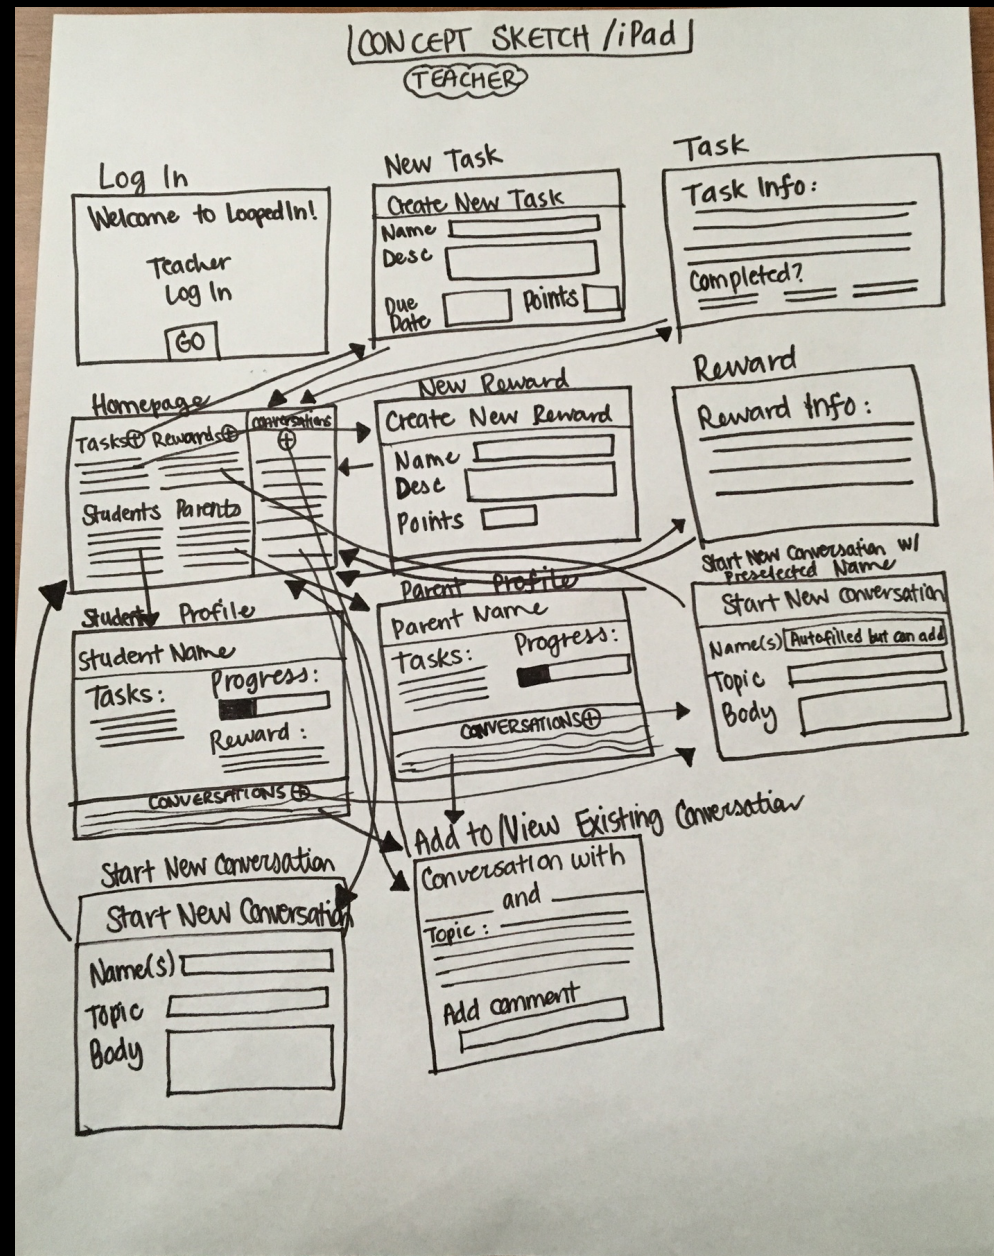 CONCEPT SKETCH /iPad
TEACHER
Log In
Welcome to LoopedIn!
Teacher
Log In
GO
New Task
Create New Task
Name
Desc
Due
Date
Points
Task
Task Info:
Completed?
Homepage
Tasks+ Rewards+
Conversations
+
Students Parents
New Reward
Create New Reward
Name
Desc
Points
Reward
Reward Info:
Student Profile
Student Name
Tasks:
Progress:
Reward:
CONVERSATIONS +
Parent Profile
Parent Name
Tasks:
Progress:
CONVERSATIONS+
Start New Conversation w/
Preselected Name
Start New Conversation
Name(s) Autofilled but can add
Topic
Body
Start New Conversation
Start New Conversation
Name(s)
Topic
Body
Add to/View Existing Conversation
Conversation with
and
Topic:
Add comment